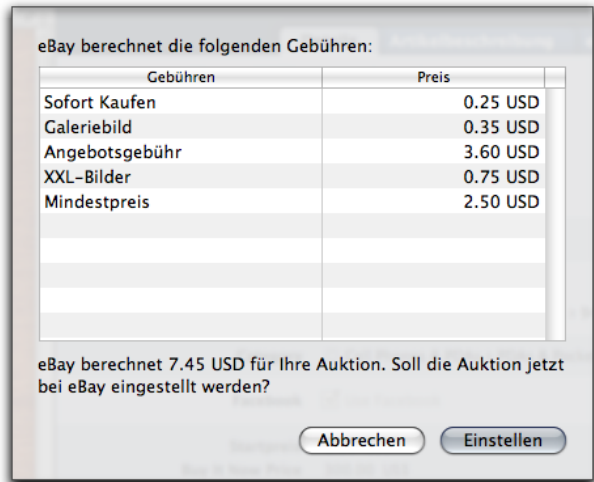 eBay berechnet die folgenden Gebühren:
Gebühren Preis
Sofort Kaufen 0.25 USD
Galeriebild 0.35 USD
Angebotsgebühr 3.60 USD
XXL-Bilder 0.75 USD
Mindestpreis 2.50 USD
eBay berechnet 7.45 USD für Ihre Auktion. Soll die Auktion jetzt
bei eBay eingestellt werden?
Abbrechen Einstellen